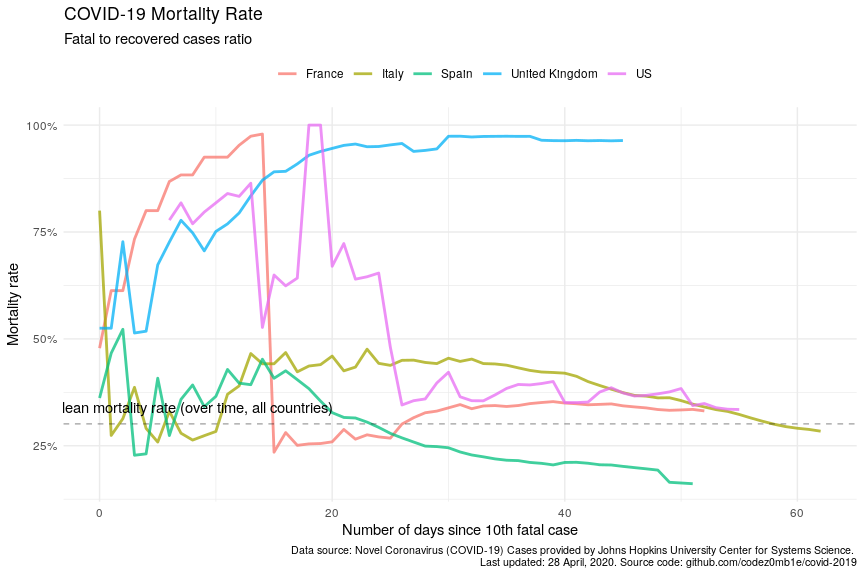 COVID-19 Mortality Rate
Fatal to recovered cases ratio
France Italy Spain United Kingdom US
100%
75%
50%
25%
Mortality rate
lean mortality rate (over time, all countries)
0 20 40 60
Number of days since 10th fatal case
Data source: Novel Coronavirus (COVID-19) Cases provided by Johns Hopkins University Center for Systems Science.
Last updated: 28 April, 2020. Source code: github.com/codez0mb1e/covid-2019